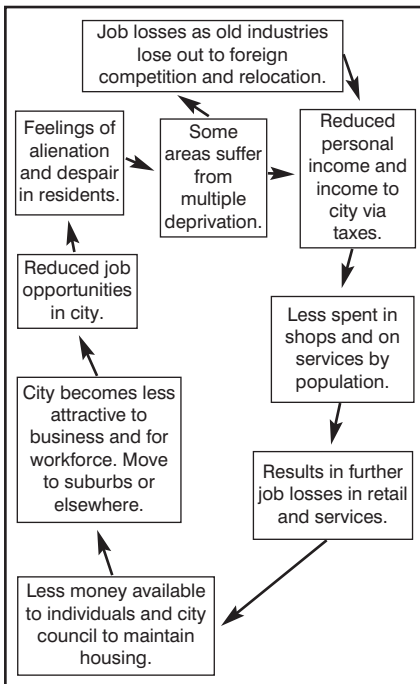 Job losses as old industries
lose out to foreign
competition and relocation.
Feelings of
alienation
and despair
in residents.
Some
areas suffer
from
multiple
deprivation.
Reduced
personal
income and
income to
city via
taxes.
Reduced job
opportunities
in city.
Less spent in
shops and on
services by
population.
City becomes less
attractive to
business and for
workforce. Move
to suburbs or
elsewhere.
Results in further
job losses in retail
and services.
Less money available
to individuals and city
council to maintain
housing.